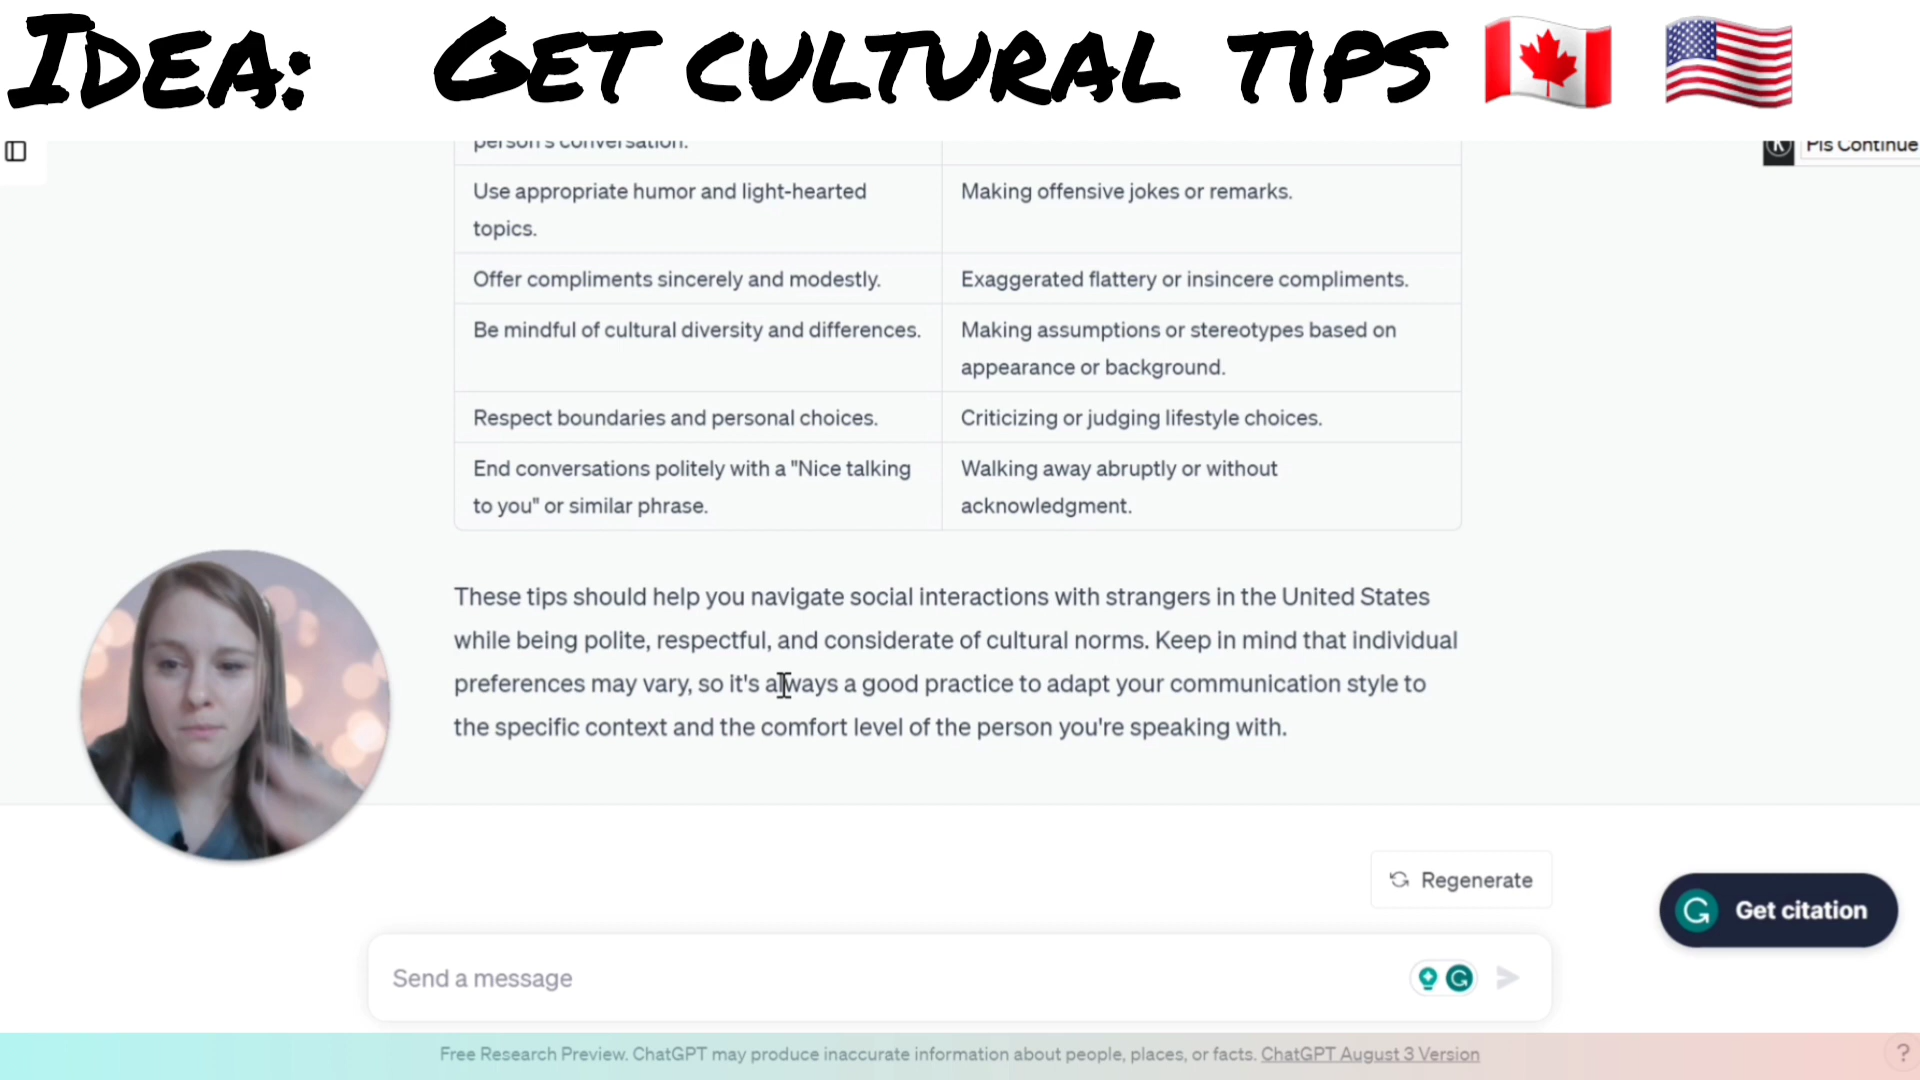 IDEA: GET CULTURAL TIPS
person's conversation.
Pls Continue
Use appropriate humor and light-hearted
topics.
Making offensive jokes or remarks.
Offer compliments sincerely and modestly.
Exaggerated flattery or insincere compliments.
Be mindful of cultural diversity and differences.
Making assumptions or stereotypes based on
appearance or background.
Respect boundaries and personal choices.
Criticizing or judging lifestyle choices.
End conversations politely with a "Nice talking
to you" or similar phrase.
Walking away abruptly or without
acknowledgment.
These tips should help you navigate social interactions with strangers in the United States
while being polite, respectful, and considerate of cultural norms. Keep in mind that individual
preferences may vary, so it's always a good practice to adapt your communication style to
the specific context and the comfort level of the person you're speaking with.
Regenerate
Get citation
Send a message
Free Research Preview. ChatGPT may produce inaccurate information about people, places, or facts. ChatGPT August 3 Version
?